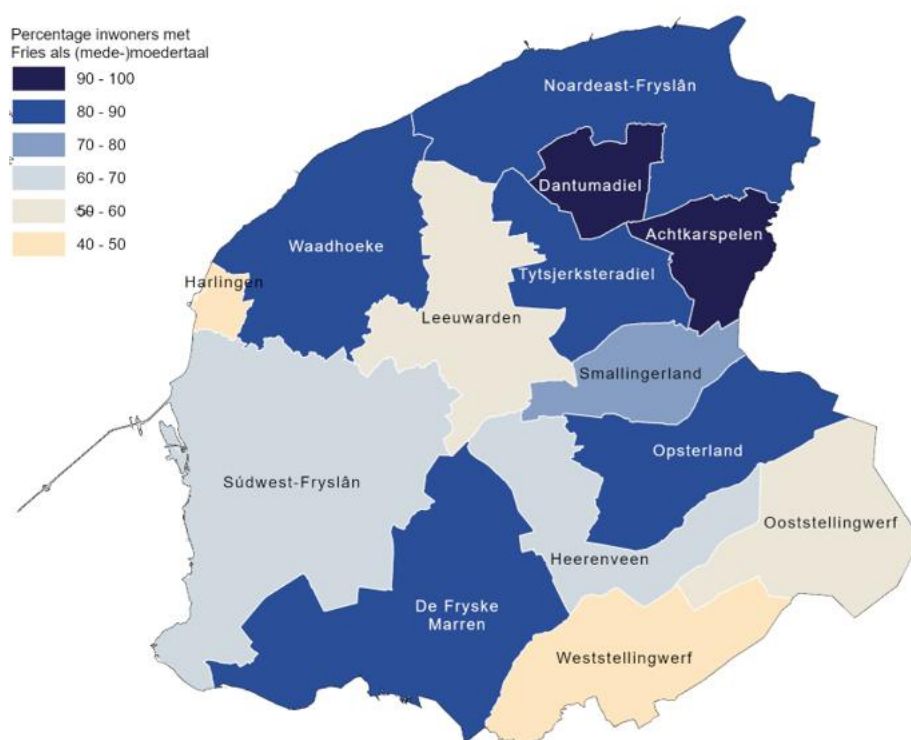 Percentage inwoners met
Fries als (mede-)moedertaal
90 - 100
80 - 90
70 - 80
60 - 70
50 - 60
40 - 50
Noardeast-Fryslân
Dantumadiel
Achtkarspelen
Waadhoeke
Tytsjerksteradiel
Harlingen
Leeuwarden
Smallingerland
Opsterland
Súdwest-Fryslân
Ooststellingwerf
Heerenveen
De Fryske
Marren
Weststellingwerf